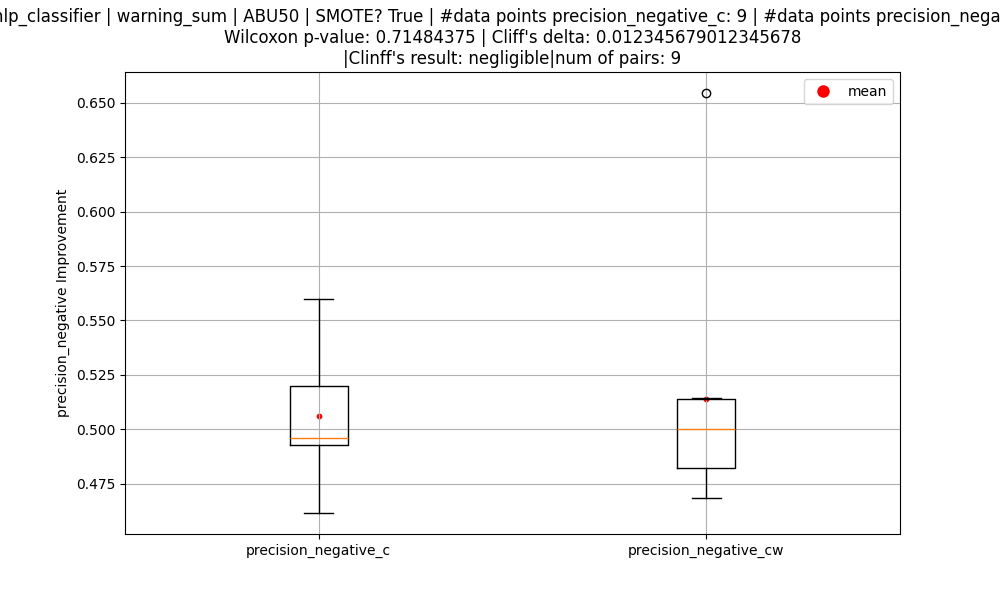 | warning_sum | ABU50 | SMOTE? True | #data points precision_negative_c: 9 | #data points
Wilcoxon p-value: 0.71484375 | Cliff's delta: 0.012345679012345678
|Clinff's result: negligible|num of pairs: 9
mean
0.650
0.625
0.600
0.575
0.550
0.525
0.500
0.475
precision_negative Improvement
precision_negative_c
precision_negative_cw